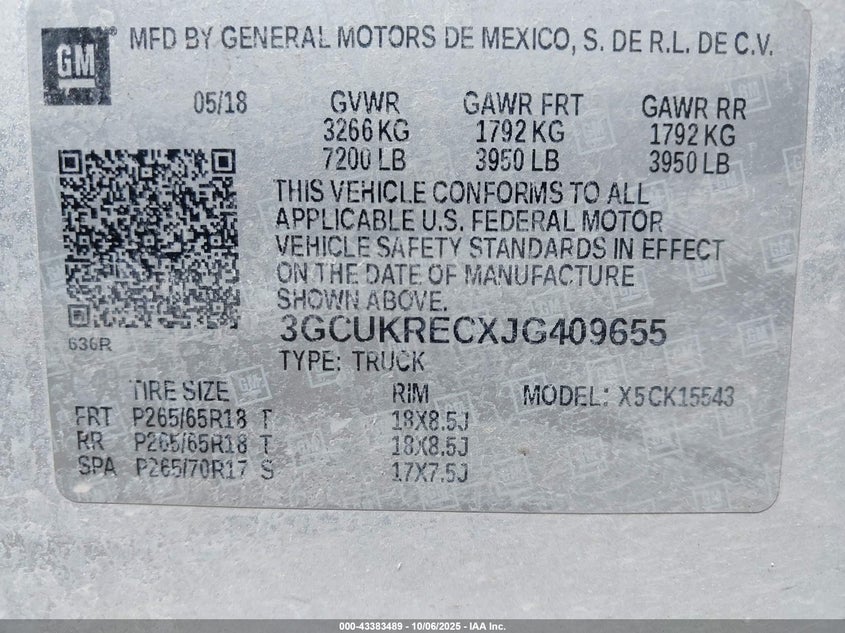 GM
MFD BY GENERAL MOTORS DE MEXICO, S. DE R.L. DE C.V.
05/18 GVWR GAWR FRT GAWR RR
3266 KG 1792 KG 1792 KG
7200 LB 3950 LB 3950 LB
THIS VEHICLE CONFORMS TO ALL
APPLICABLE U.S. FEDERAL MOTOR
VEHICLE SAFETY STANDARDS IN EFFECT
ON THE DATE OF MANUFACTURE
SHOWN ABOVE.
3GCUKRECXJG409655
636R
TYPE: TRUCK
TIRE SIZE RIM MODEL: X5CK15543
FRT P265/65R18 T 18X8.5J
RR P265/65R18 T 18X8.5J
SPA P265/70R17 S 17X7.5J
000-43383489 - 10/06/2025 - IAA Inc.